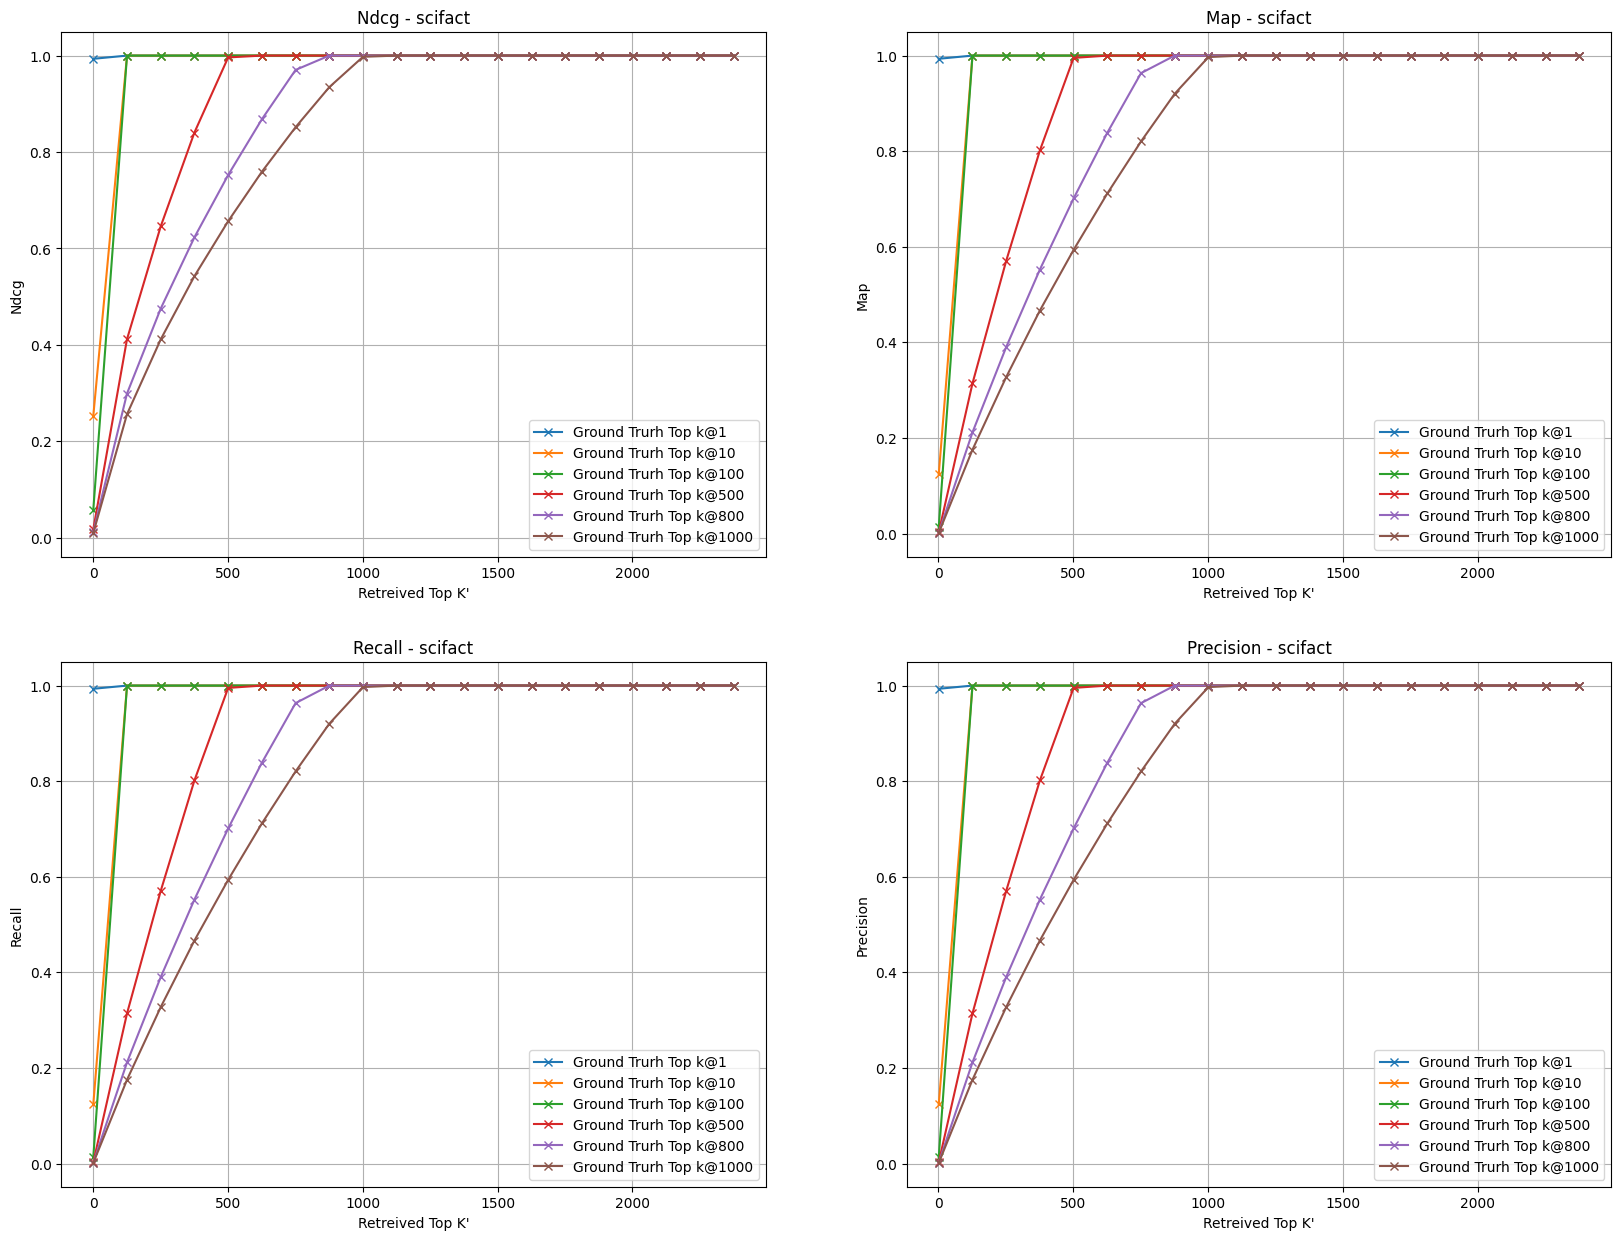 Ndcg - scifact
1.0
0.8
0.6
0.4
0.2
0.0
Ndcg
Ground Trurh Top k@1
Ground Trurh Top k@10
Ground Trurh Top k@100
Ground Trurh Top k@500
Ground Trurh Top k@800
Ground Trurh Top k@1000
0 500 1000 1500 2000
Retreived Top K'
Map - scifact
1.0
0.8
0.6
0.4
0.2
0.0
Map
Ground Trurh Top k@1
Ground Trurh Top k@10
Ground Trurh Top k@100
Ground Trurh Top k@500
Ground Trurh Top k@800
Ground Trurh Top k@1000
0 500 1000 1500 2000
Retreived Top K'
Recall - scifact
1.0
0.8
0.6
0.4
0.2
0.0
Recall
Ground Trurh Top k@1
Ground Trurh Top k@10
Ground Trurh Top k@100
Ground Trurh Top k@500
Ground Trurh Top k@800
Ground Trurh Top k@1000
0 500 1000 1500 2000
Retreived Top K'
Precision - scifact
1.0
0.8
0.6
0.4
0.2
0.0
Precision
Ground Trurh Top k@1
Ground Trurh Top k@10
Ground Trurh Top k@100
Ground Trurh Top k@500
Ground Trurh Top k@800
Ground Trurh Top k@1000
0 500 1000 1500 2000
Retreived Top K'